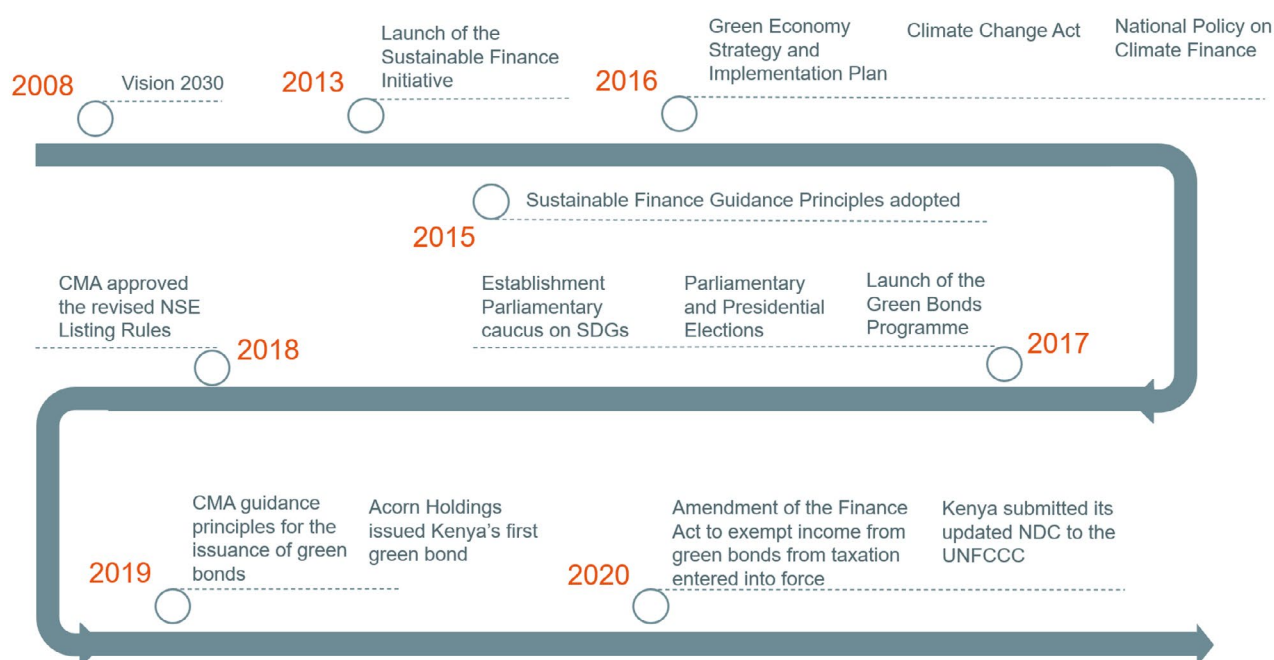 2008
Vision 2030
2013
Launch of the
Sustainable Finance
Initiative
2016
Green Economy
Strategy and
Implementation Plan
Climate Change Act
National Policy on
Climate Finance
2015
Sustainable Finance Guidance Principles adopted
CMA approved
the revised NSE
Listing Rules
2018
Establishment
Parliamentary
caucus on SDGs
Parliamentary
and Presidential
Elections
Launch of the
Green Bonds
Programme
2017
2019
CMA guidance
principles for the
issuance of green
bonds
Acorn Holdings
issued Kenya’s first
green bond
2020
Amendment of the Finance
Act to exempt income from
green bonds from taxation
entered into force
Kenya submitted its
updated NDC to the
UNFCCC